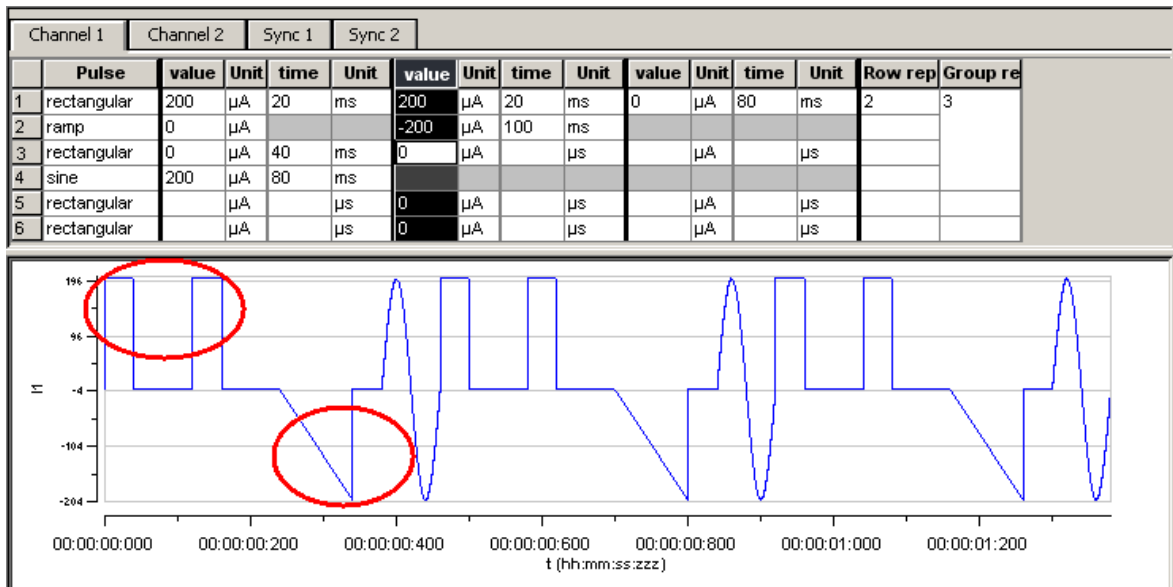 Channel 1 Channel 2 Sync 1 Sync 2
Pulse value Unit time Unit value Unit time Unit value Unit time Unit Row rep Group re
1 rectangular 200 µA 20 ms 200 µA 20 ms 0 µA 80 ms 2 3
2 ramp 0 µA -200 µA 100 ms
3 rectangular 0 µA 40 ms 0 µA µs µA µs
4 sine 200 µA 80 ms
5 rectangular µA µs 0 µA µs µA µs
6 rectangular µA µs 0 µA µs µA µs
196
96
-4
-104
-204
00:00:00:000 00:00:00:200 00:00:00:400 00:00:00:600 00:00:00:800 00:00:01:000 00:00:01:200
t (hh:mm:ss:zzz)